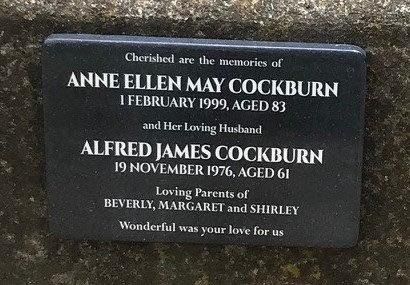 Cherished are the memories of
ANNE ELLEN MAY COCKBURN
1 FEBRUARY 1999, AGED 83
and Her Loving Husband
ALFRED JAMES COCKBURN
19 NOVEMBER 1976, AGED 61
Loving Parents of
BEVERLY, MARGARET and SHIRLEY
Wonderful was your love for us